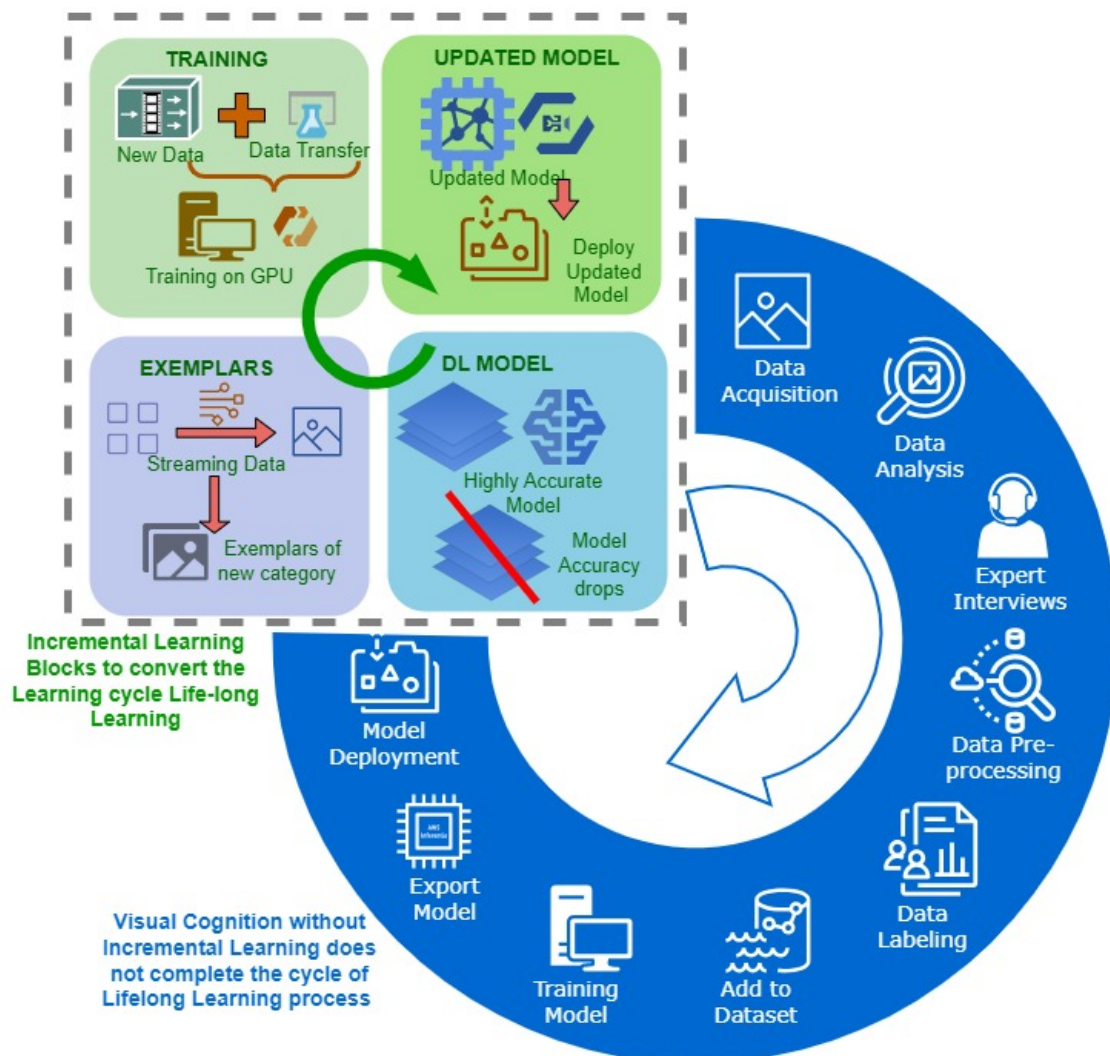 TRAINING
New Data
Data Transfer
Training on GPU
UPDATED MODEL
Updated Model
Deploy
Updated
Model
EXEMPLARS
Streaming Data
Exemplars of
new category
DL MODEL
Highly Accurate
Model
Model
Accuracy
drops
Incremental Learning
Blocks to convert the
Learning cycle Life-long
Learning
Data
Acquisition
Data
Analysis
Expert
Interviews
Data Pre-
processing
Data
Labeling
Add to
Dataset
Training
Model
AWS
Inferentia
Export
Model
Model
Deployment
Visual Cognition without
Incremental Learning does
not complete the cycle of
Lifelong Learning process